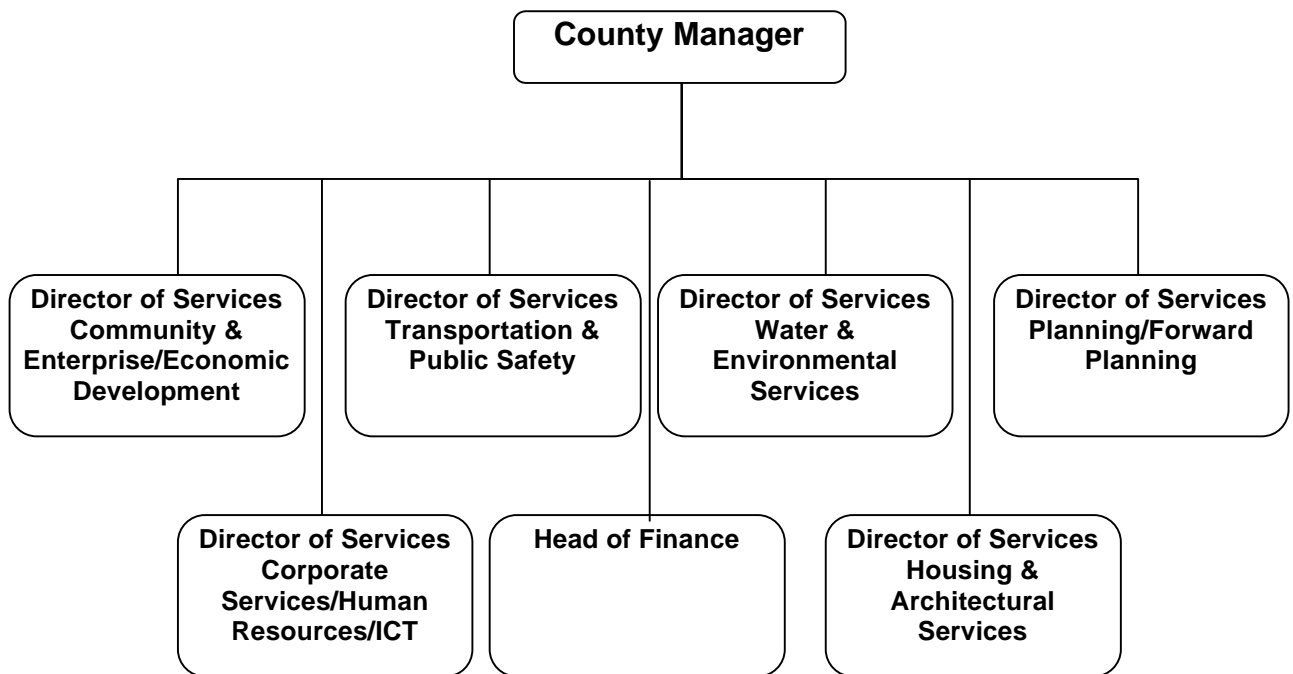 County Manager
Director of Services
Community &
Enterprise/Economic
Development
Director of Services
Transportation &
Public Safety
Director of Services
Water &
Environmental
Services
Director of Services
Planning/Forward
Planning
Director of Services
Corporate
Services/Human
Resources/ICT
Head of Finance
Director of Services
Housing &
Architectural
Services